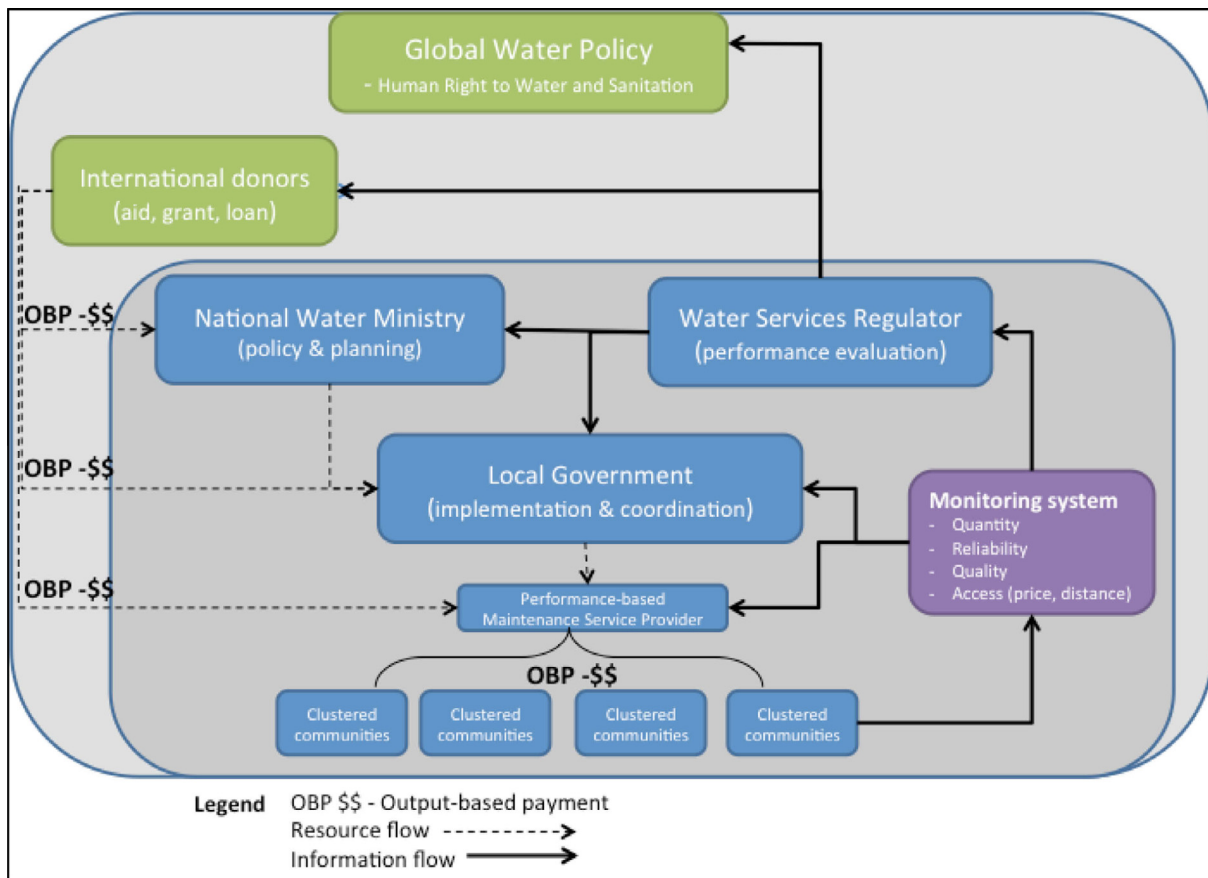 Global Water Policy
- Human Right to Water and Sanitation
International donors
(aid, grant, loan)
OBP -$$
National Water Ministry
(policy & planning)
Water Services Regulator
(performance evaluation)
OBP -$$
Local Government
(implementation & coordination)
Monitoring system
- Quantity
- Reliability
- Quality
- Access (price, distance)
OBP -$$
Performance-based
Maintenance Service Provider
OBP -$$
Clustered
communities
Clustered
communities
Clustered
communities
Clustered
communities
Legend OBP $$ - Output-based payment
Resource flow
Information flow